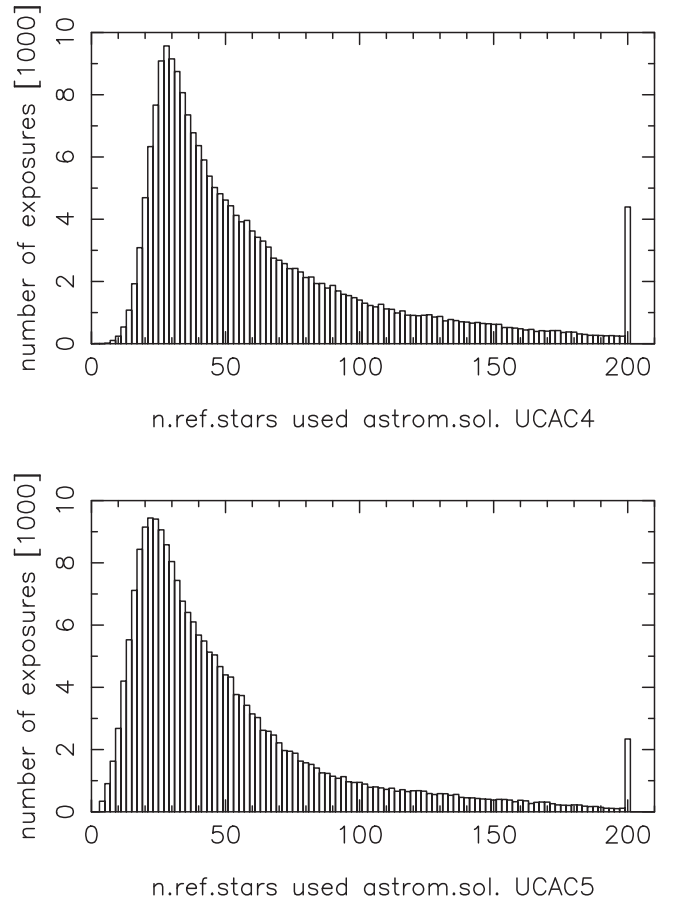 number of exposures [1000]
10
8
6
4
2
0
0 50 100 150 200
n.ref.stars used astrom.sol. UCAC4
number of exposures [1000]
10
8
6
4
2
0
0 50 100 150 200
n.ref.stars used astrom.sol. UCAC5